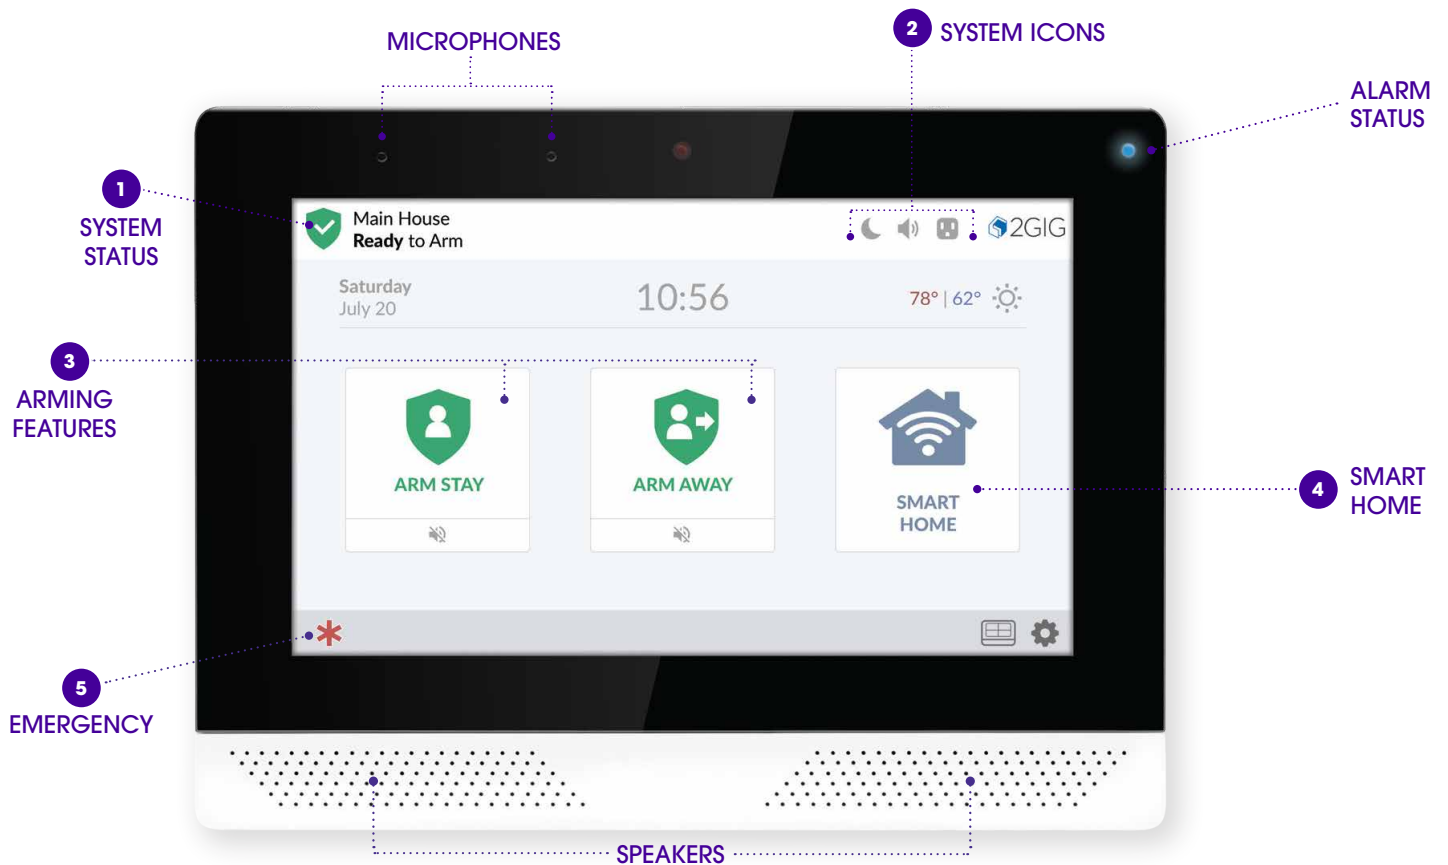 MICROPHONES
2 SYSTEM ICONS
ALARM
STATUS
1
SYSTEM
STATUS
Main House
Ready to Arm
2GIG
Saturday
July 20
10:56
78° | 62°
3
ARMING
FEATURES
ARM STAY
ARM AWAY
SMART
HOME
4 SMART
HOME
5
EMERGENCY
SPEAKERS